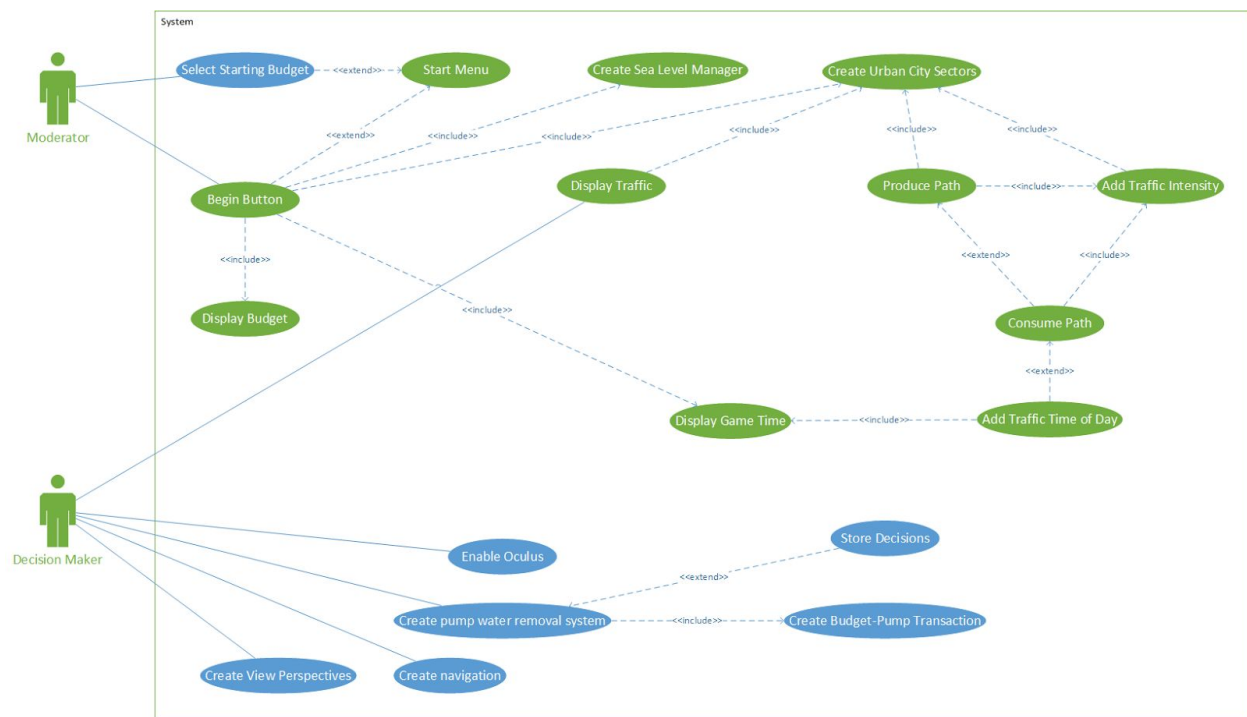 System
Select Starting Budget
<<extend>>
Start Menu
Create Sea Level Manager
Create Urban City Sectors
Moderator
<<extend>>
<<include>>
<<include>>
<<include>>
<<include>>
<<include>>
Begin Button
Display Traffic
Produce Path
<<include>>
Add Traffic Intensity
<<include>>
<<extend>>
<<include>>
Display Budget
<<include>>
Consume Path
<<extend>>
Display Game Time
<<include>>
Add Traffic Time of Day
Decision Maker
Enable Oculus
Store Decisions
<<extend>>
Create pump water removal system
<<include>>
Create Budget-Pump Transaction
Create View Perspectives
Create navigation